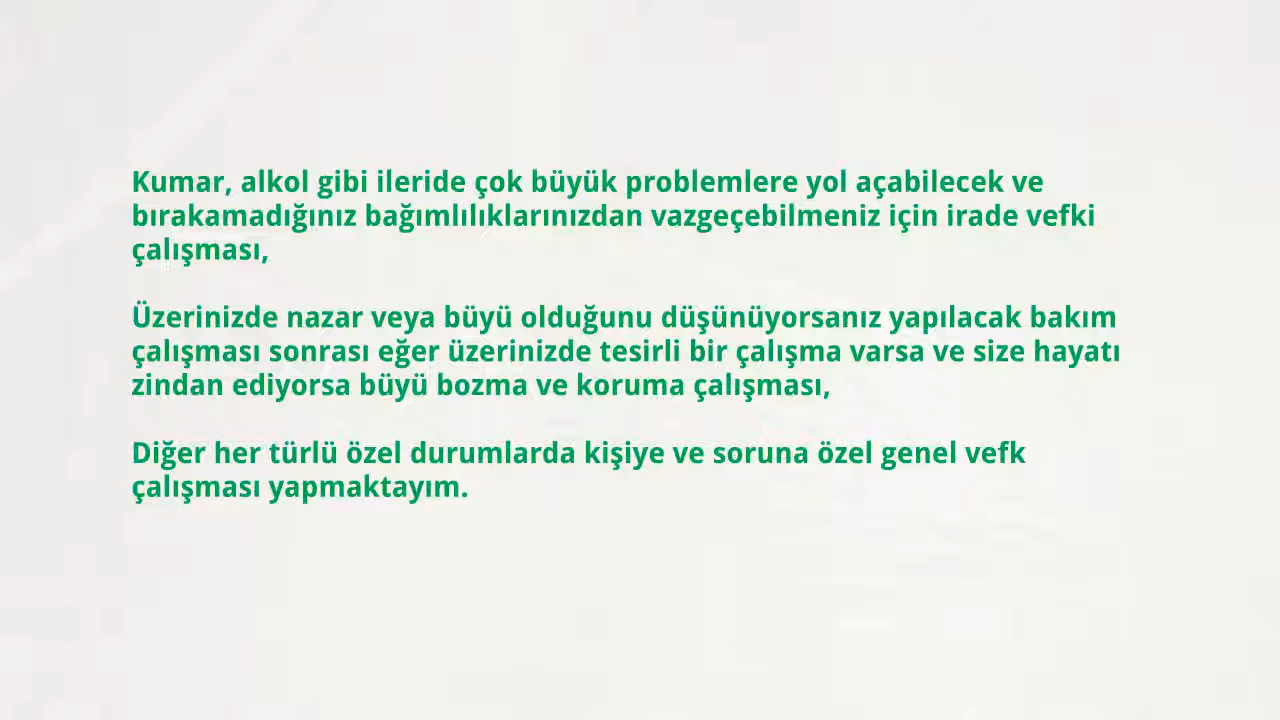 Kumar, alkol gibi ileride çok büyük problemlere yol açabilecek ve
bırakamadığınız bağımlılıklarınızdan vazgeçebilmeniz için irade vefki
çalışması,
Üzerinizde nazar veya büyü olduğunu düşünüyorsanız yapılacak bakım
çalışması sonrası eğer üzerinizde tesirli bir çalışma varsa ve size hayatı
zindan ediyorsa büyü bozma ve koruma çalışması,
Diğer her türlü özel durumlarda kişiye ve soruna özel genel vefk
çalışması yapmaktayım.